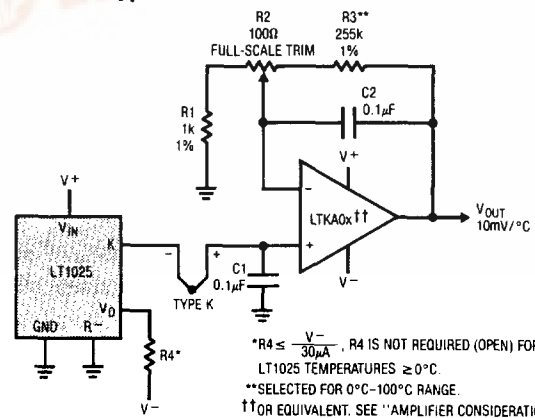 R2
100Ω
FULL-SCALE TRIM
R3**
255k
1%
R1
1k
1%
C2
0.1µF
V+
V+
VIN
K
LT1025
VO
GND
R–
–
+
TYPE K
C1
0.1µF
–
+
LTKA0x††
V–
VOUT
10mV/°C
R4*
V–
*R4 ≤ V– / 30µA , R4 IS NOT REQUIRED (OPEN) FOR
LT1025 TEMPERATURES ≥ 0°C.
**SELECTED FOR 0°C–100°C RANGE.
††OR EQUIVALENT. SEE "AMPLIFIER CONSIDERATI